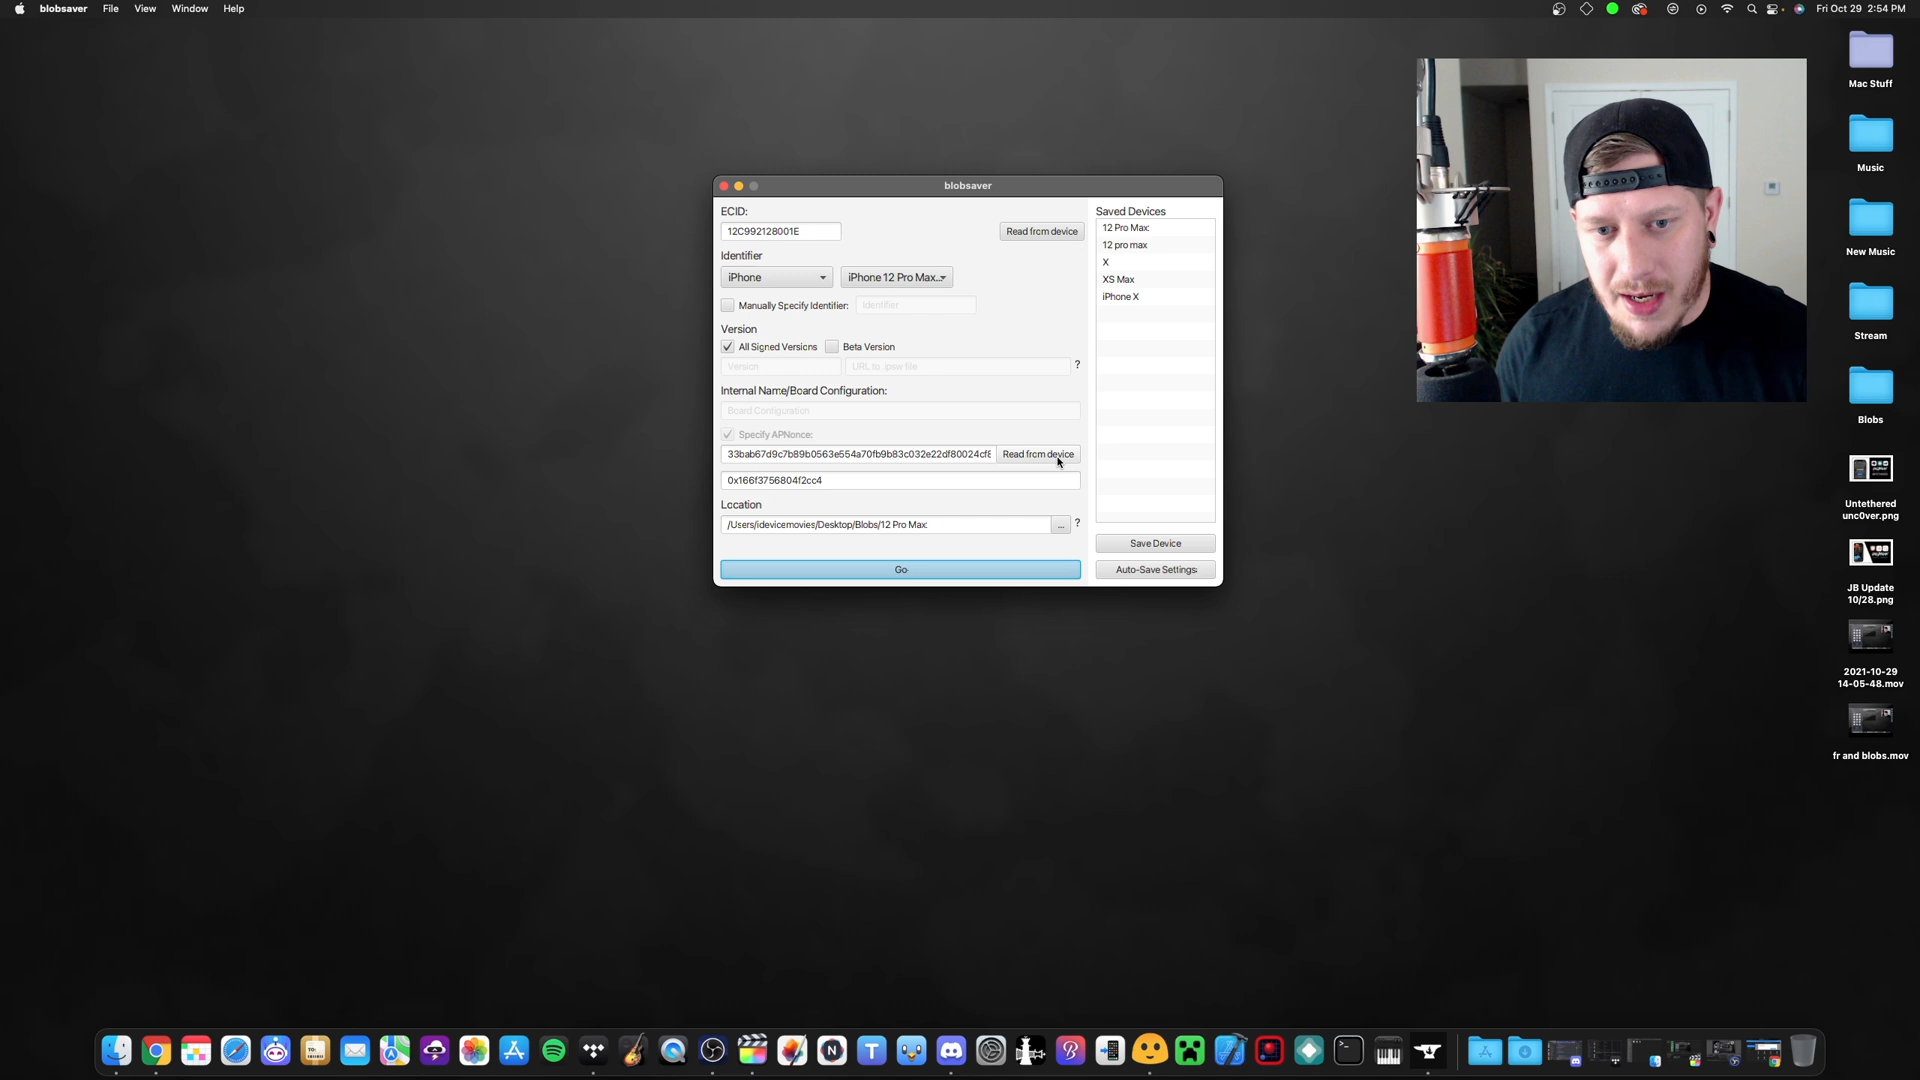 blobsaver File View Window Help
Fri Oct 29 2:54 PM
Mac Stuff
Music
New Music
Stream
Blobs
Untethered
unc0ver.png
JB Update
10/28.png
2021-10-29
14-05-48.mov
fr and blobs.mov
blobsaver
ECID:
12C992128001E
Read from device
Identifier
iPhone
iPhone 12 Pro Max...
Manually Specify Identifier:
Identifier
Version
All Signed Versions
Beta Version
Version
URL to .ipsw file
?
Internal Name/Board Configuration:
Board Configuration
Specify APNonce:
33bab67d9c7b89b0563e554a70fb9b83c032e22df80024cf8
Read from device
0x166f3756804f2cc4
Location
/Users/idevicemovies/Desktop/Blobs/12 Pro Max
...
?
Go
Saved Devices
12 Pro Max
12 pro max
X
XS Max
iPhone X
Save Device
Auto-Save Settings